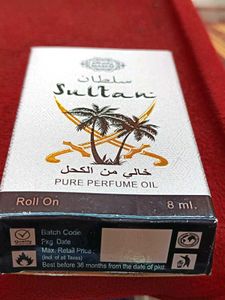 سلطان
Sultan
خالي من الكحل
PURE PERFUME OIL
Roll On 8 ml.
Batch Code
Pkg Date
Max. Retail Price
(incl. of all Taxes)
Best before 36 months from the date of pkd.